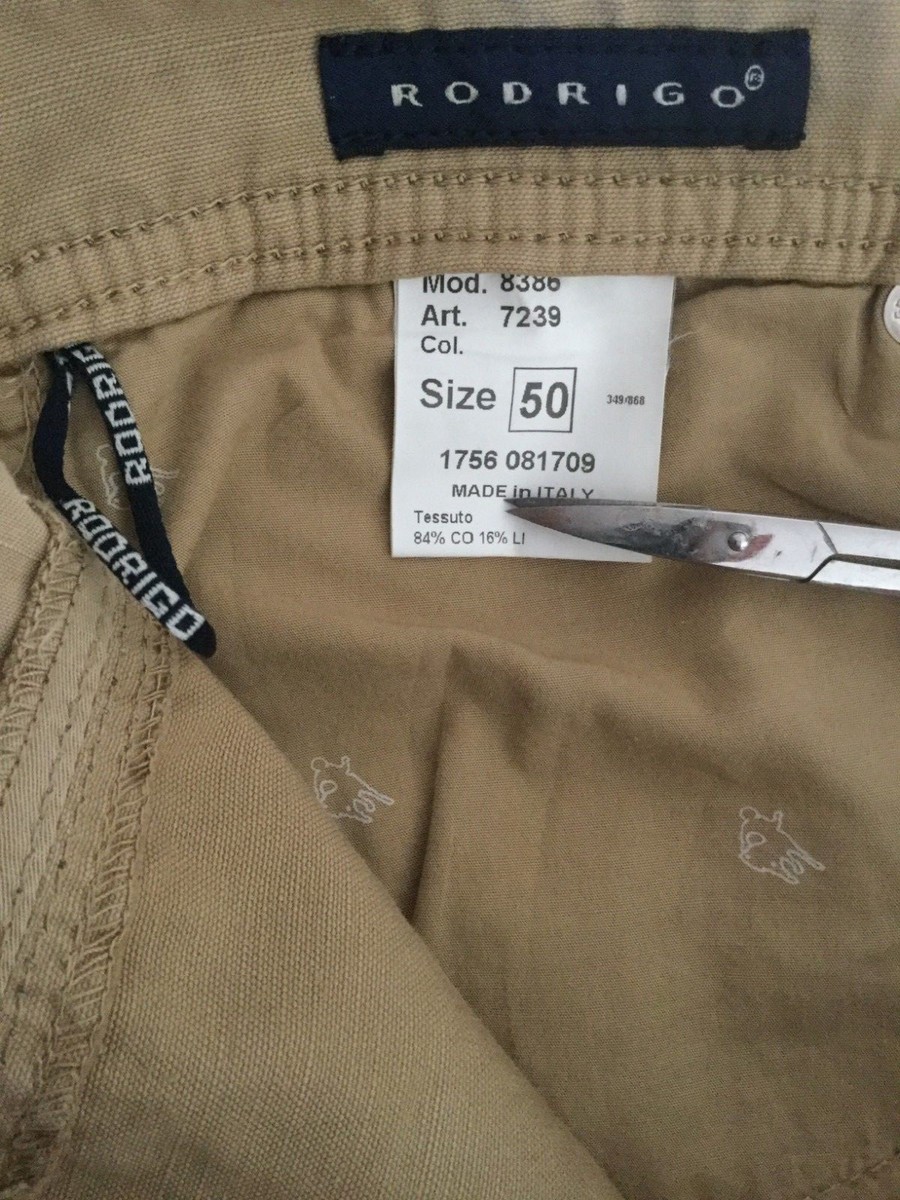 RODRIGO®
Mod. 8386
Art. 7239
Col.
Size 50
349/868
1756 081709
MADE in ITALY
Tessuto
84% CO 16% LI
RODRIGO
RODRIGO